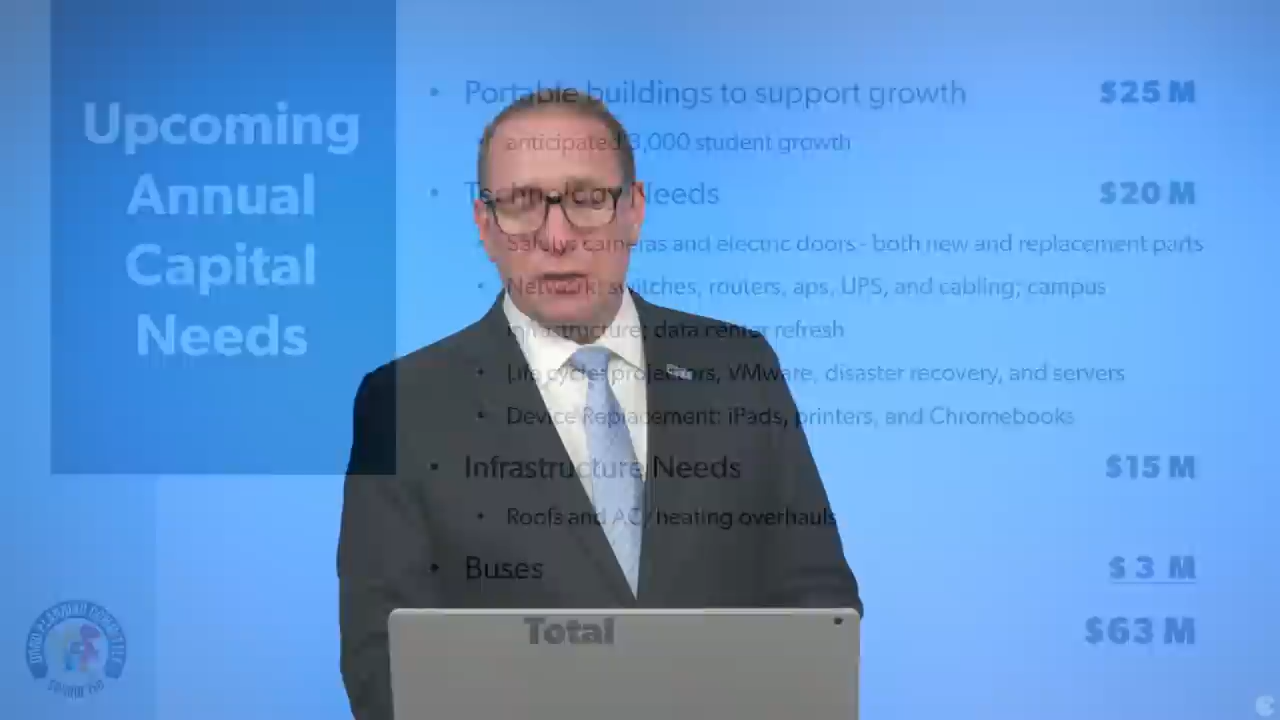 Upcoming
Annual
Capital
Needs
• Portable buildings to support growth $25 M
• anticipated 3,000 student growth
• Technology Needs $20 M
• Safety: cameras and electric doors - both new and replacement parts
• Network: switches, routers, aps, UPS, and cabling; campus
infrastructure; data center refresh
• Life cycle: projectors, VMware, disaster recovery, and servers
• Device Replacement: iPads, printers, and Chromebooks
• Infrastructure Needs $15 M
• Roofs and AC/ heating overhauls
• Buses $ 3 M
Total $63 M
BOND PLANNING COMMITTEE